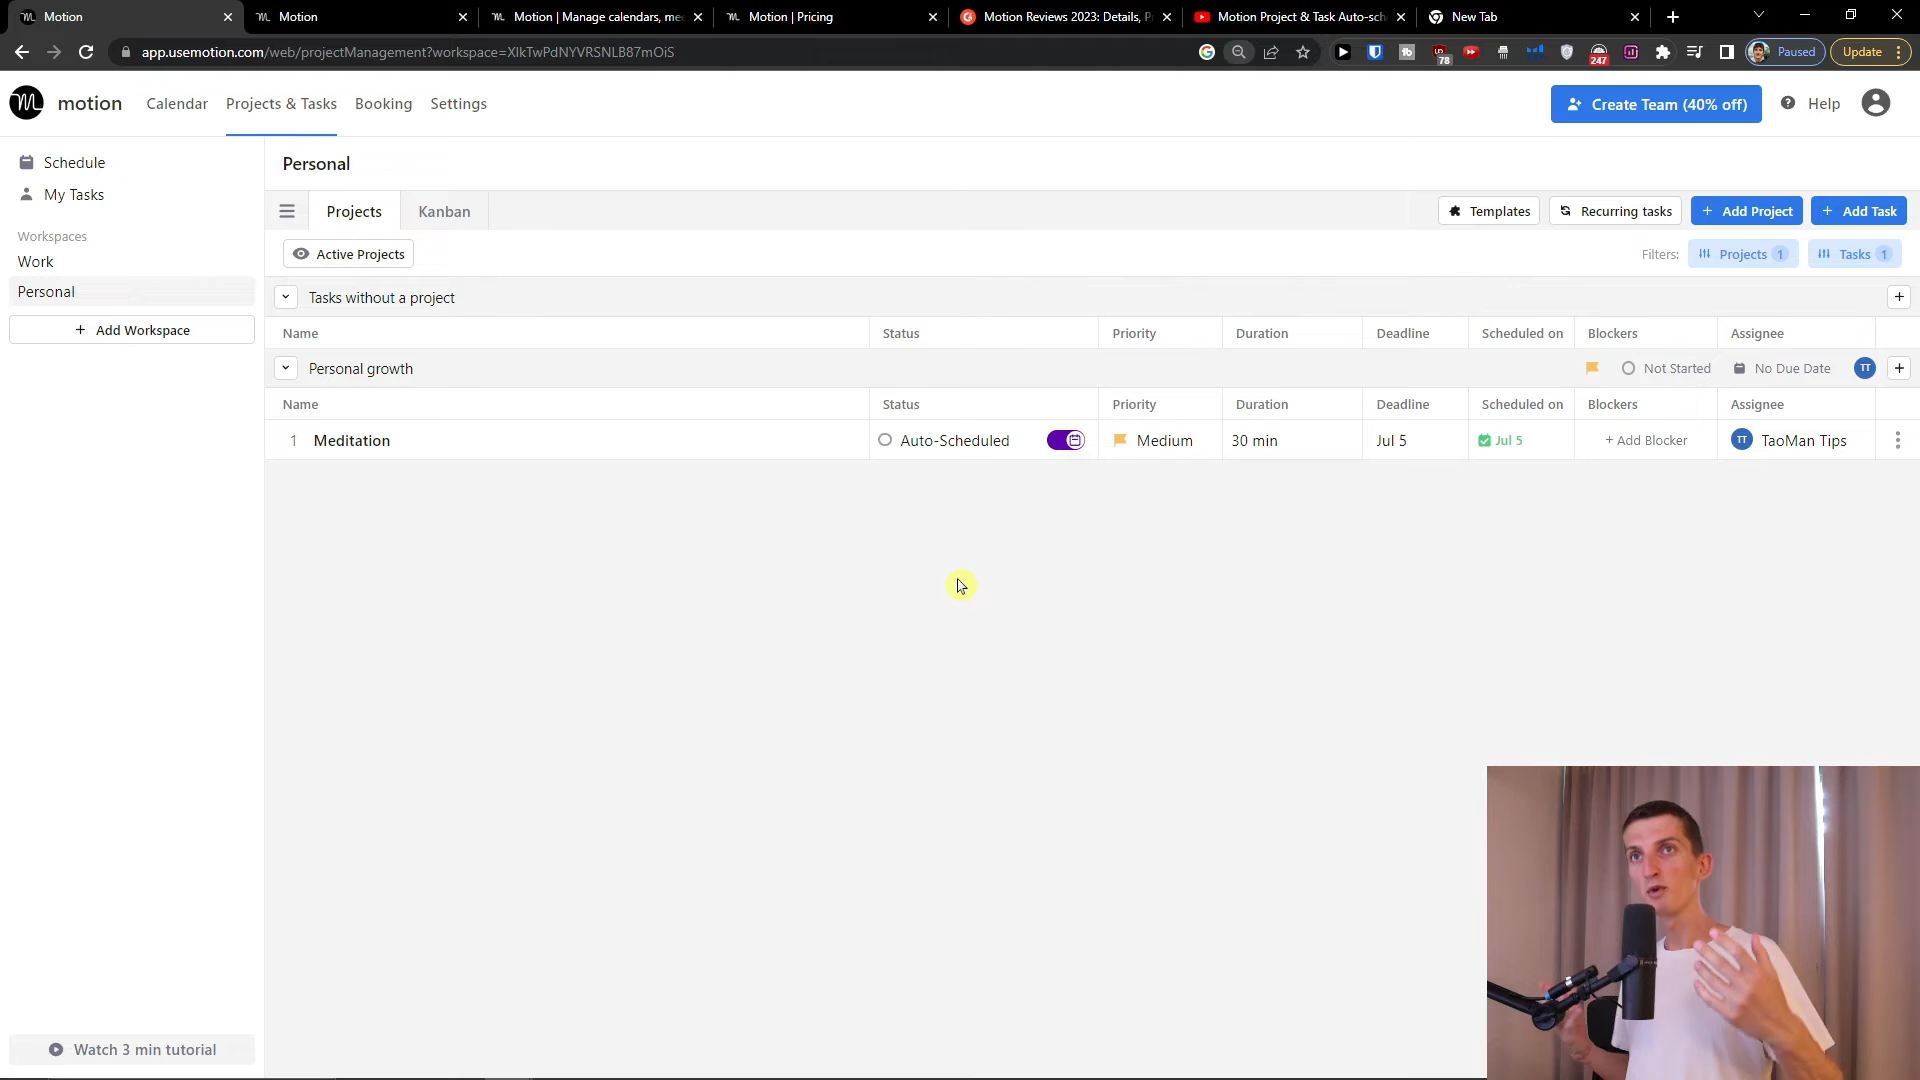 Motion
Motion
Motion | Manage calendars, me
Motion | Pricing
Motion Reviews 2023: Details, P
Motion Project & Task Auto-sch
New Tab
app.usemotion.com/web/projectManagement?workspace=XlkTwPdNYVRSNLB87mOiS
78
247
Paused
Update
motion
Calendar
Projects & Tasks
Booking
Settings
Create Team (40% off)
Help
Schedule
My Tasks
Workspaces
Work
Personal
+ Add Workspace
Personal
Projects
Kanban
Templates
Recurring tasks
+ Add Project
+ Add Task
Active Projects
Filters:
Projects 1
Tasks 1
Tasks without a project
+
Name Status Priority Duration Deadline Scheduled on Blockers Assignee
Personal growth
Not Started
No Due Date
TT
+
Name Status Priority Duration Deadline Scheduled on Blockers Assignee
1 Meditation Auto-Scheduled Medium 30 min Jul 5 Jul 5 + Add Blocker TT TaoMan Tips
Watch 3 min tutorial